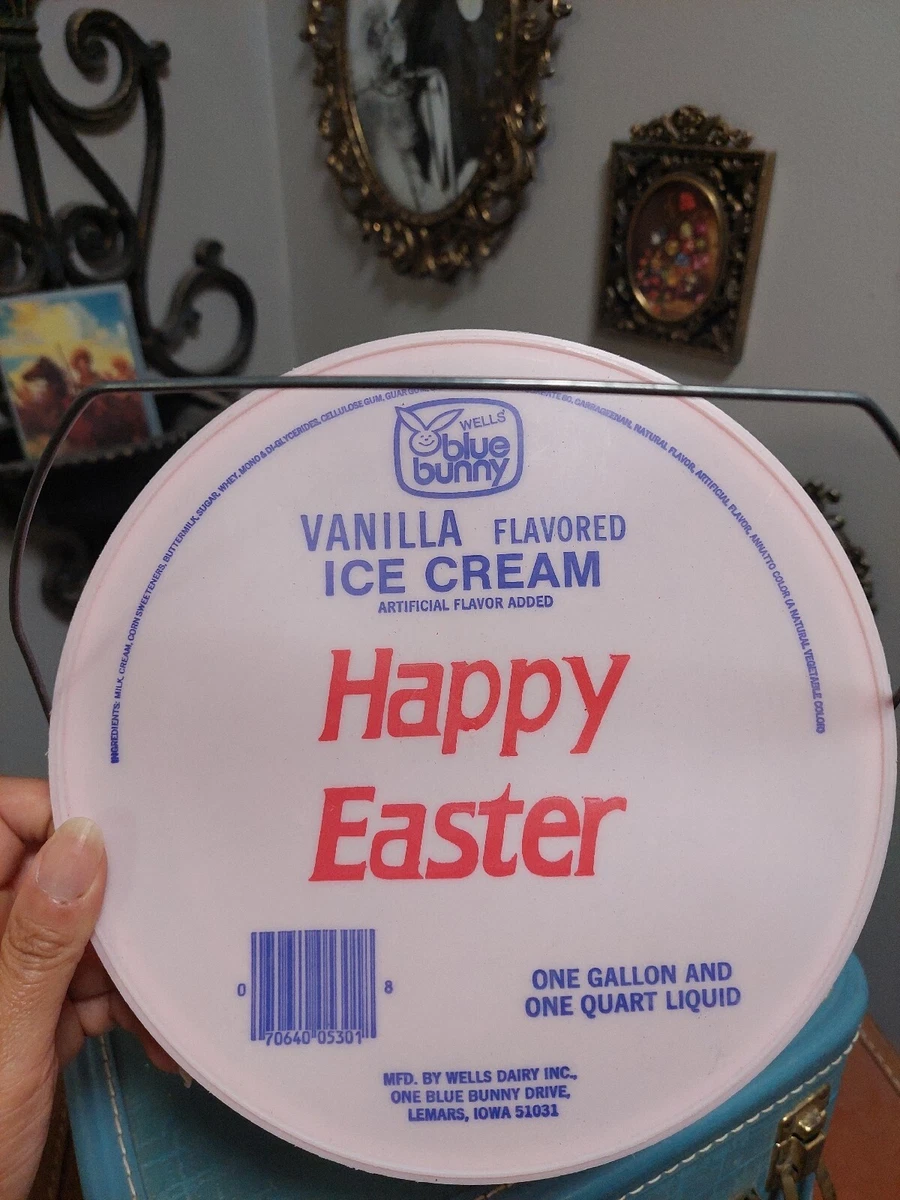 INGREDIENTS: MILK, CREAM, CORN SWEETENERS, BUTTERMILK, SUGAR, WHEY, MONO & DI-GLYCERIDES, CELLULOSE GUM, GUAR GUM,
CARRAGEENAN, NATURAL FLAVOR, ARTIFICIAL FLAVOR, ANNATTO COLOR (A NATURAL VEGETABLE COLOR)
WELLS'
blue
bunny
VANILLA FLAVORED
ICE CREAM
ARTIFICIAL FLAVOR ADDED
Happy
Easter
0 70640 05301 8
ONE GALLON AND
ONE QUART LIQUID
MFD. BY WELLS DAIRY INC.,
ONE BLUE BUNNY DRIVE,
LEMARS, IOWA 51031